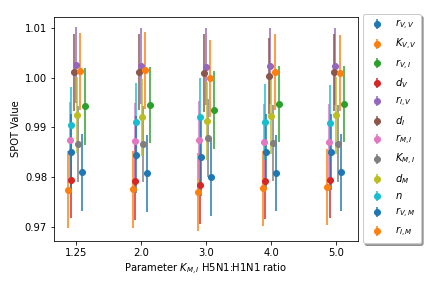 1.01
1.00
0.99
0.98
0.97
SPOT Value
1.25 2.0 3.0 4.0 5.0
Parameter K_{M,I} H5N1:H1N1 ratio
r_{V,V}
K_{V,V}
r_{V,I}
d_V
r_{I,V}
d_I
r_{M,I}
K_{M,I}
d_M
n
r_{V,M}
r_{I,M}